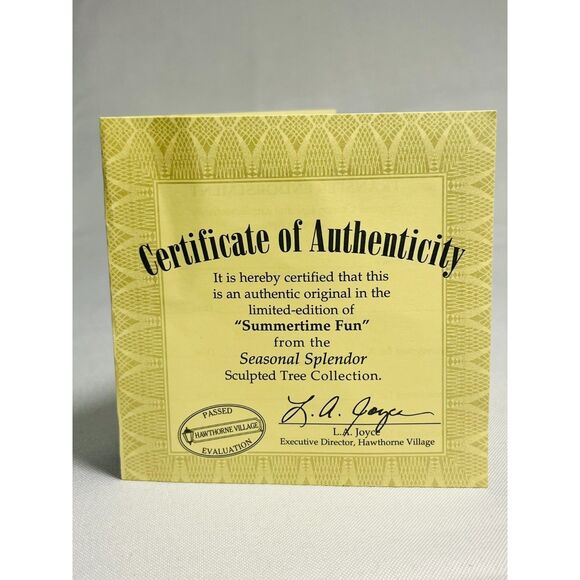 Certificate of Authenticity
It is hereby certified that this
is an authentic original in the
limited-edition of
"Summertime Fun"
from the
Seasonal Splendor
Sculpted Tree Collection.
L. A. Joyce
L.A. Joyce
Executive Director, Hawthorne Village
PASSED
HAWTHORNE VILLAGE
EVALUATION